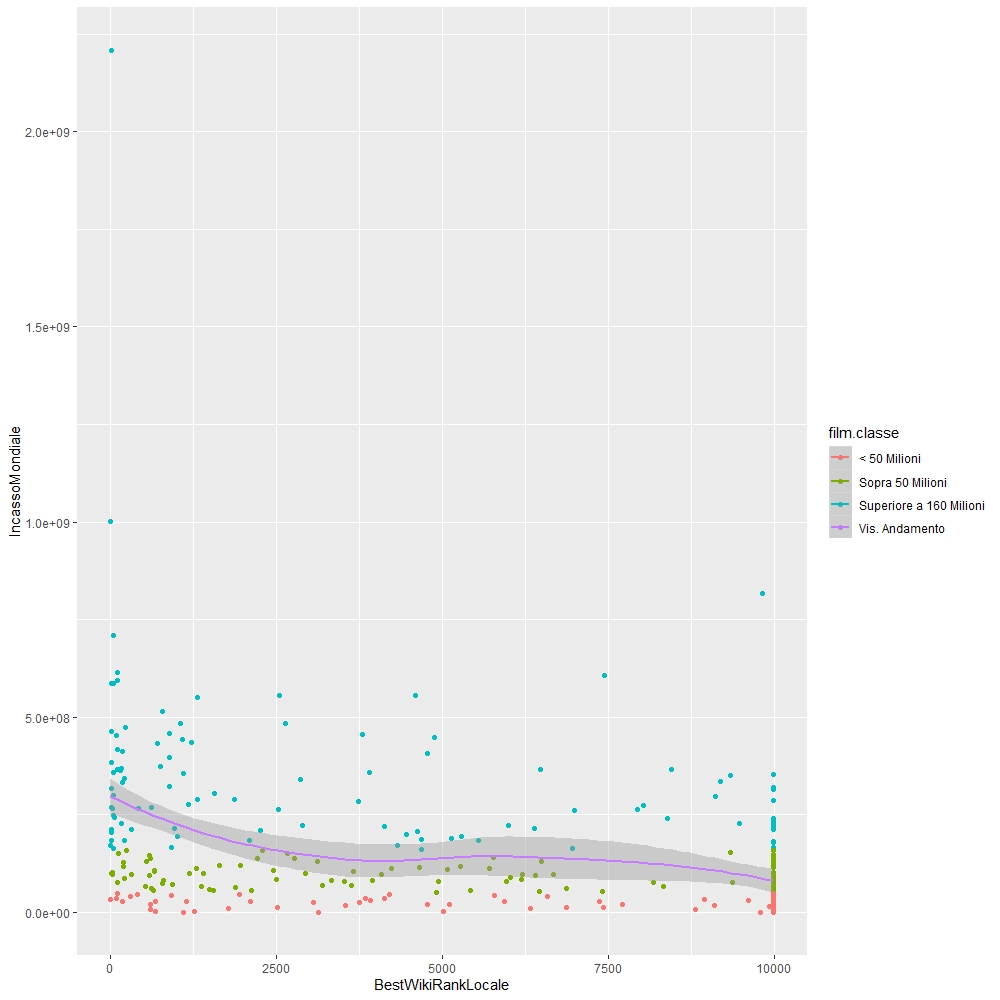 2.0e+09
1.5e+09
1.0e+09
5.0e+08
0.0e+00
IncassoMondiale
0 2500 5000 7500 10000
BestWikiRankLocale
film.classe
< 50 Milioni
Sopra 50 Milioni
Superiore a 160 Milioni
Vis. Andamento